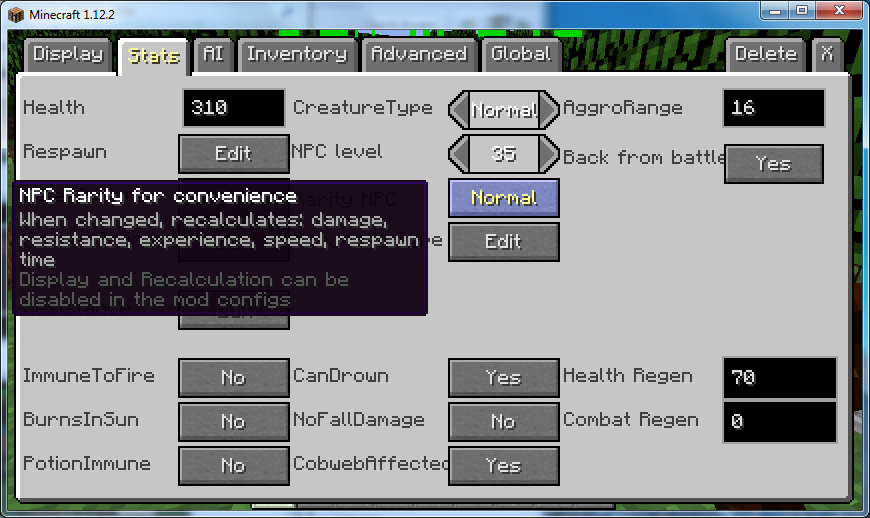 Minecraft 1.12.2
Display Stats AI Inventory Advanced Global Delete X
Health 310 CreatureType Normal AggroRange 16
Respawn Edit NPC level 35 Back from battle Yes
NPC Rarity for convenience
Rarity NPC Normal
When changed, recalculates: damage,
resistance, experience, speed, respawn
Edit
time
Display and Recalculation can be
disabled in the mod configs
Edit
ImmuneToFire No CanDrown Yes Health Regen 70
BurnsInSun No NoFallDamage No Combat Regen 0
PotionImmune No CobwebAffected Yes